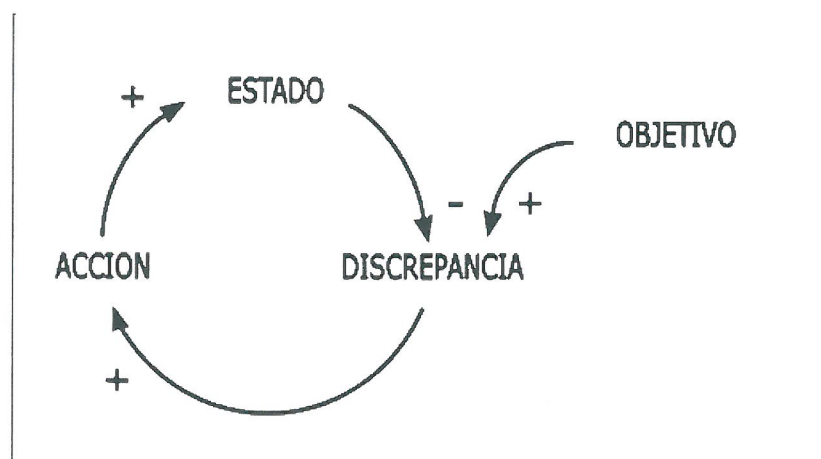 +
ESTADO
OBJETIVO
-
+
ACCION
DISCREPANCIA
+